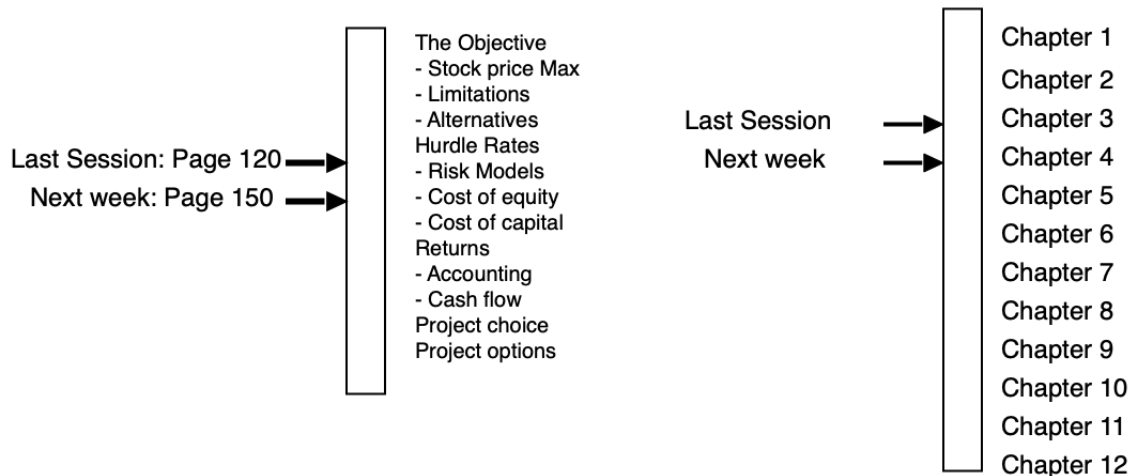 The Objective
- Stock price Max
- Limitations
- Alternatives
Hurdle Rates
- Risk Models
- Cost of equity
- Cost of capital
Returns
- Accounting
- Cash flow
Project choice
Project options
Last Session: Page 120
Next week: Page 150
Last Session
Next week
Chapter 1
Chapter 2
Chapter 3
Chapter 4
Chapter 5
Chapter 6
Chapter 7
Chapter 8
Chapter 9
Chapter 10
Chapter 11
Chapter 12